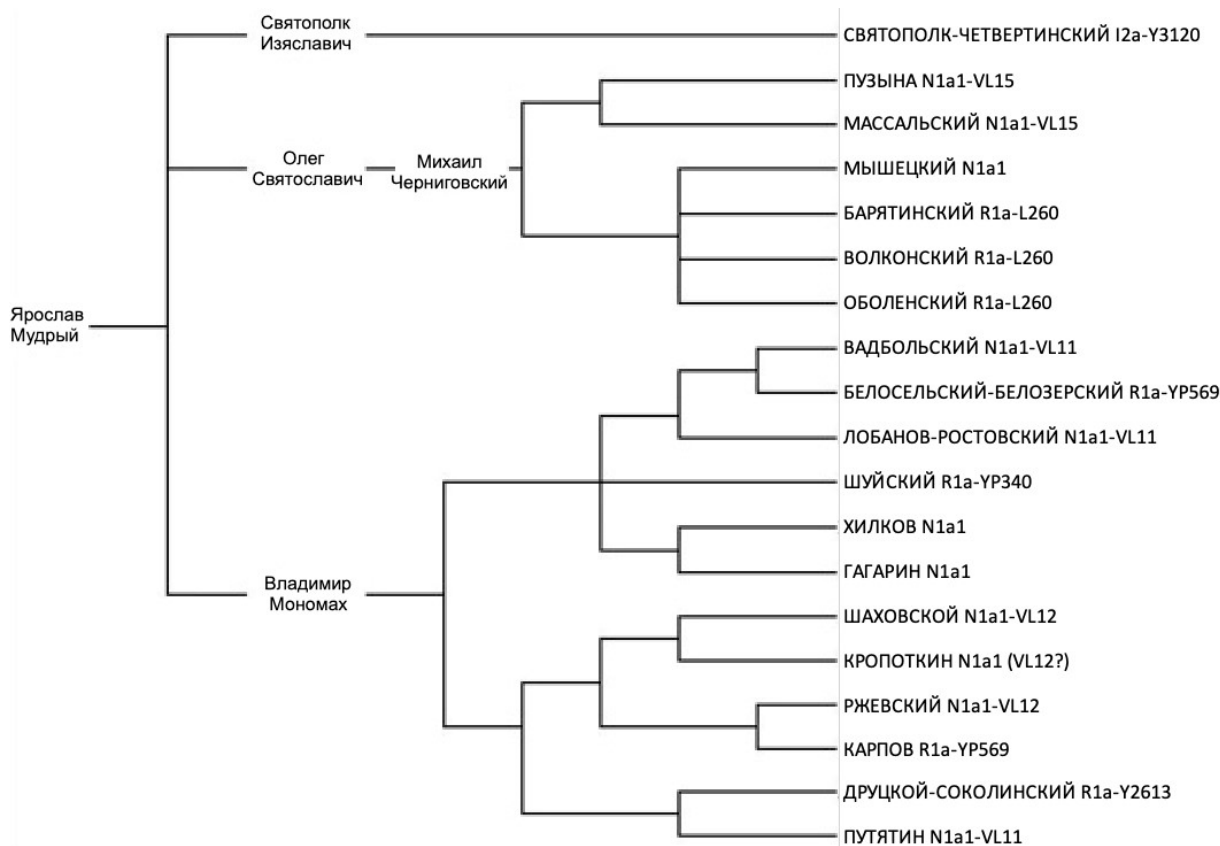 Святополк
Изяславич
СВЯТОПОЛК-ЧЕТВЕРТИНСКИЙ I2a-Y3120
ПУЗЫНА N1a1-VL15
МАССАЛЬСКИЙ N1a1-VL15
Олег
Святославич
Михаил
Черниговский
МЫШЕЦКИЙ N1a1
БАРЯТИНСКИЙ R1a-L260
ВОЛКОНСКИЙ R1a-L260
ОБОЛЕНСКИЙ R1a-L260
Ярослав
Мудрый
ВАДБОЛЬСКИЙ N1a1-VL11
БЕЛОСЕЛЬСКИЙ-БЕЛОЗЕРСКИЙ R1a-YP569
ЛОБАНОВ-РОСТОВСКИЙ N1a1-VL11
ШУЙСКИЙ R1a-YP340
ХИЛКОВ N1a1
ГАГАРИН N1a1
Владимир
Мономах
ШАХОВСКОЙ N1a1-VL12
КРОПОТКИН N1a1 (VL12?)
РЖЕВСКИЙ N1a1-VL12
КАРПОВ R1a-YP569
ДРУЦКОЙ-СОКОЛИНСКИЙ R1a-Y2613
ПУТЯТИН N1a1-VL11